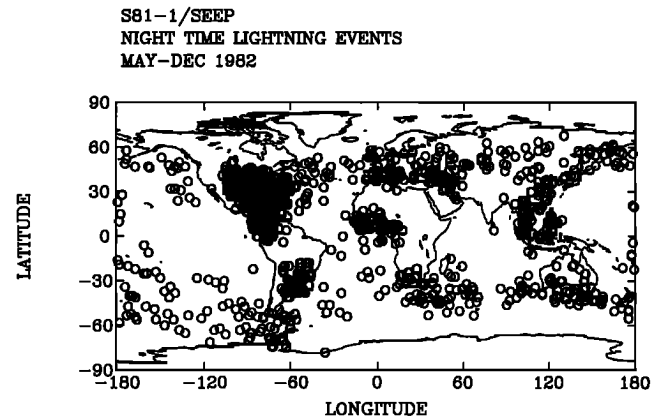 S81-1/SEEP
NIGHT TIME LIGHTNING EVENTS
MAY-DEC 1982
90
60
30
0
-30
-60
-90
LATITUDE
-180 -120 -60 0 60 120 180
LONGITUDE